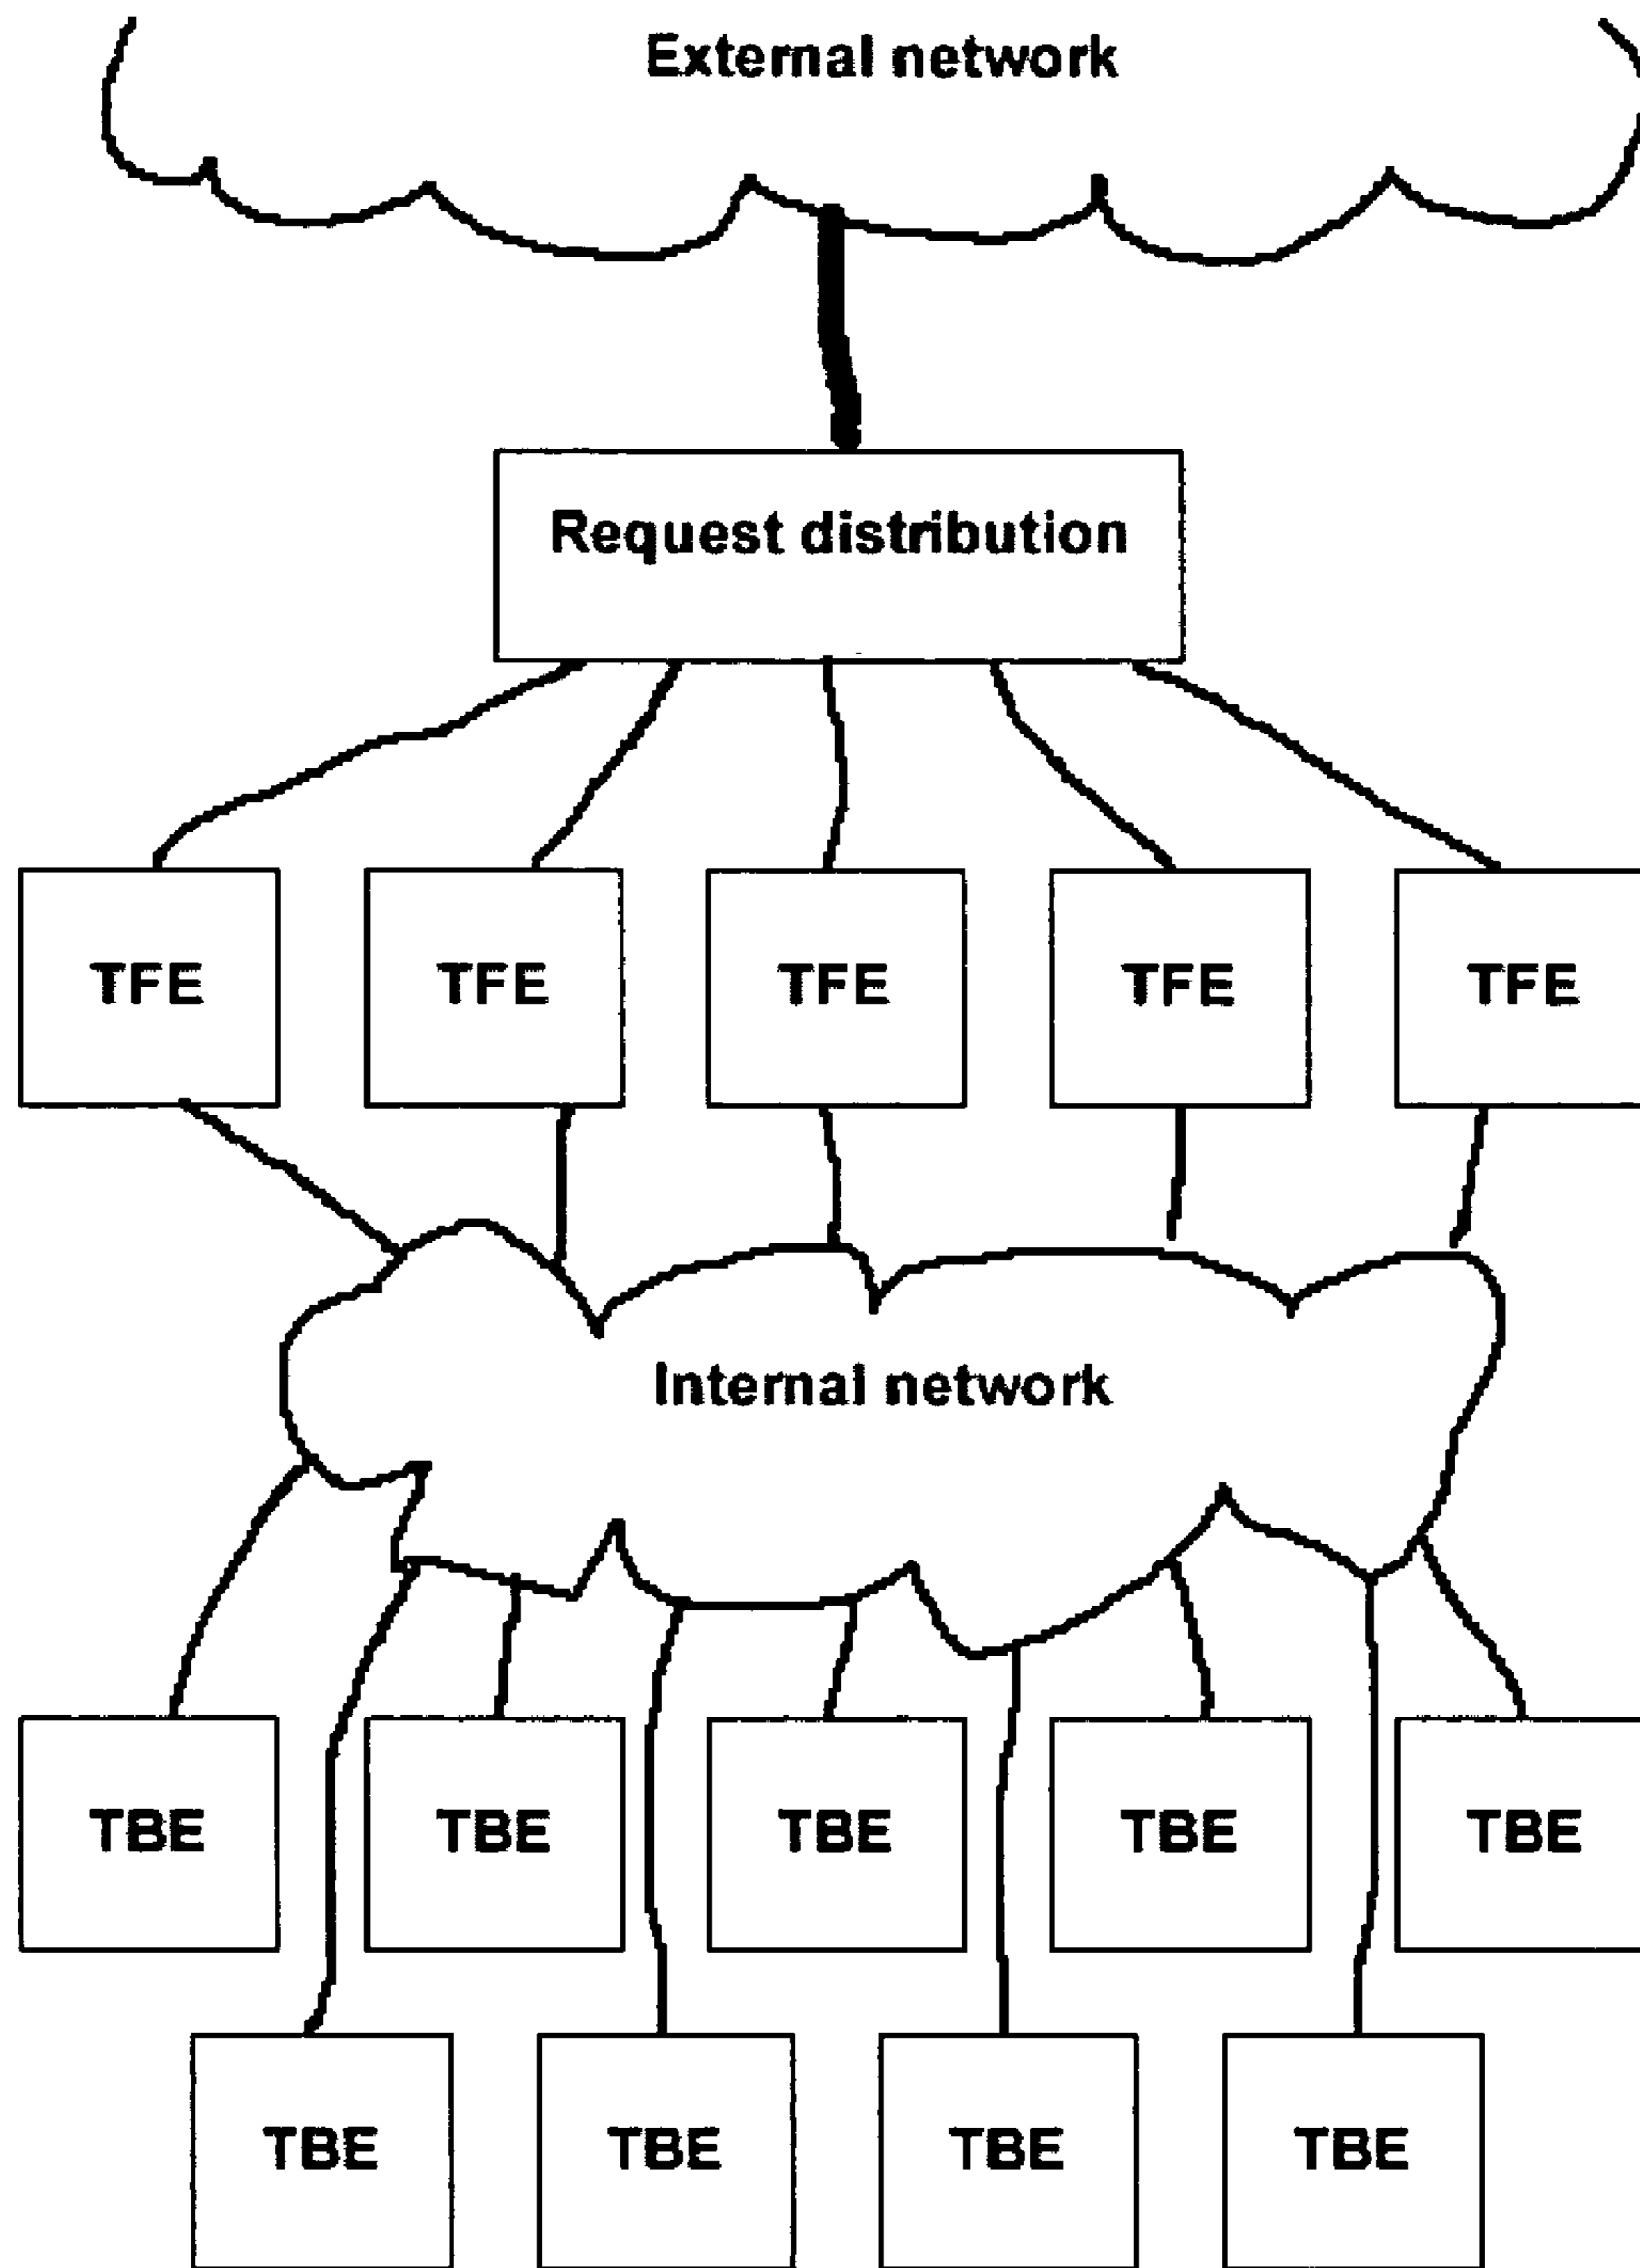 External network
Request distribution
TFE TFE TFE TFE TFE
Internal network
TBE TBE TBE TBE TBE
TBE TBE TBE TBE